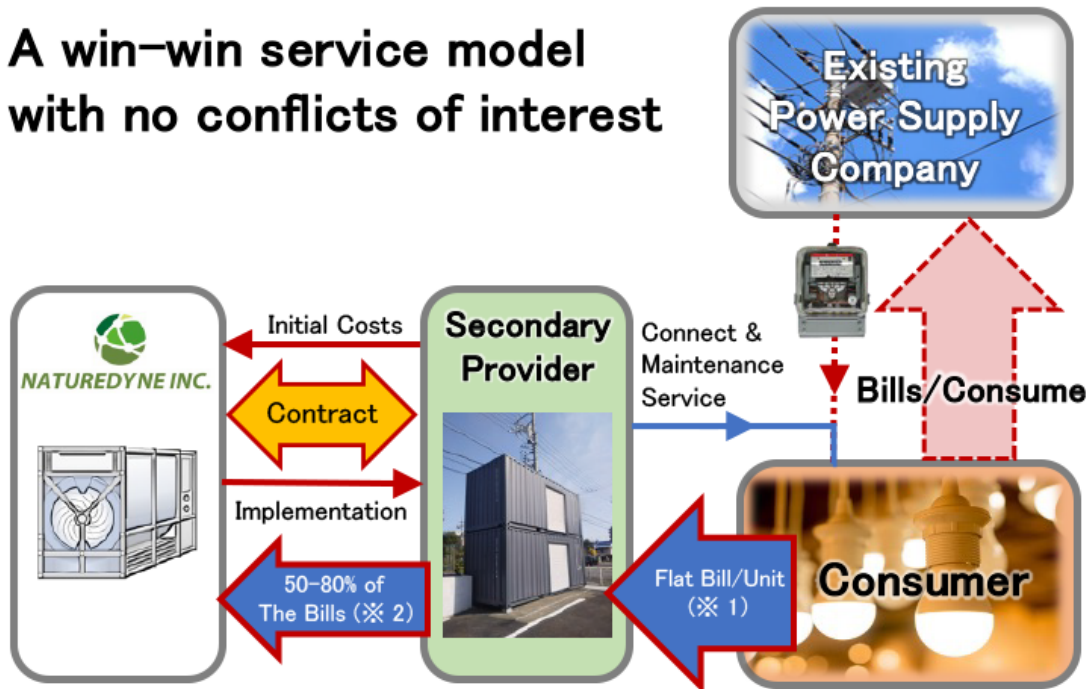 A win-win service model
with no conflicts of interest
Existing
Power Supply
Company
NATUREDYNE INC.
Initial Costs
Contract
Implementation
50-80% of
The Bills (※ 2)
Secondary
Provider
Connect &
Maintenance
Service
Bills/Consume
Flat Bill/Unit
(※ 1)
Consumer